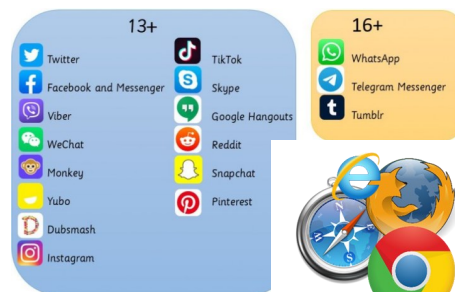 13+
Twitter
Facebook and Messenger
Viber
WeChat
Monkey
Yubo
Dubsmash
Instagram
TikTok
Skype
Google Hangouts
Reddit
Snapchat
Pinterest
16+
WhatsApp
Telegram Messenger
Tumblr